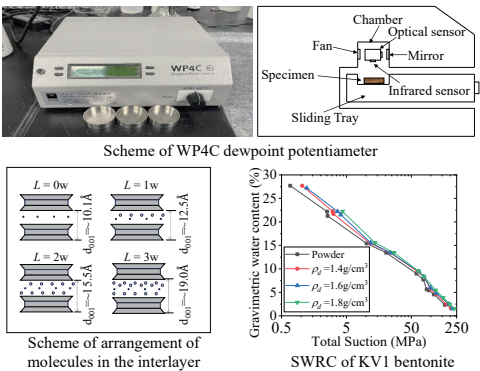 WP4C
Chamber
Optical sensor
Fan
Mirror
Specimen
Infrared sensor
Sliding Tray
Scheme of WP4C dewpoint potentiameter
L = 0w
L = 1w
d001=~10.1Å
d001=~12.5Å
L = 2w
L = 3w
d001=~15.5Å
d001=~19.0Å
Scheme of arrangement of
molecules in the interlayer
Gravimetric water content (%)
30
25
20
15
10
5
0
Powder
ρd=1.4g/cm³
ρd=1.6g/cm³
ρd=1.8g/cm³
0.5 5 50 250
Total Suction (MPa)
SWRC of KV1 bentonite